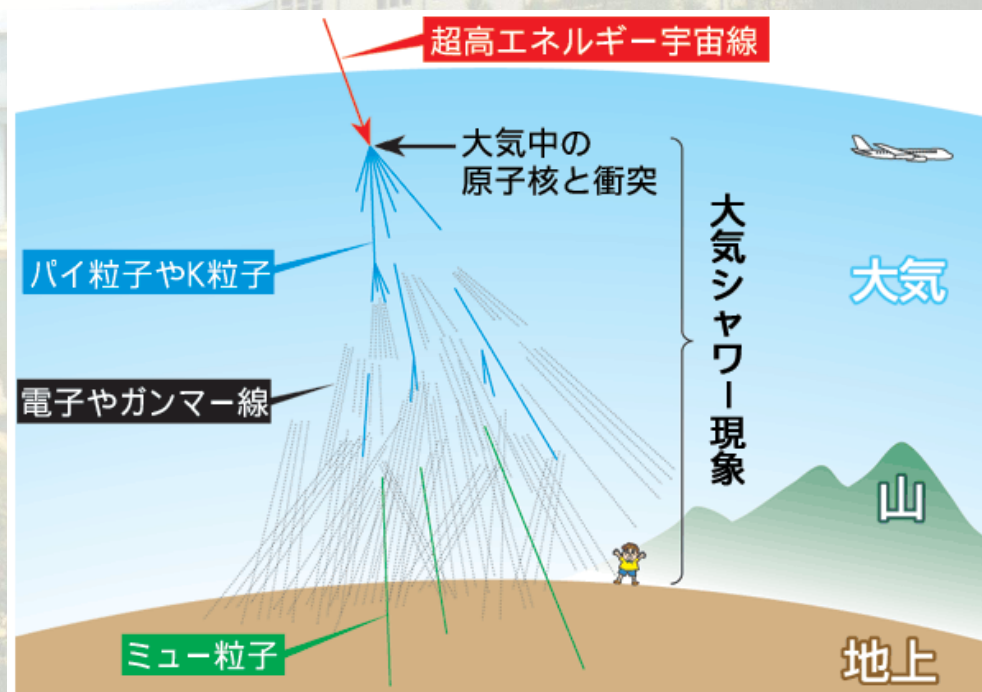 超高エネルギー宇宙線
大気中の
原子核と衝突
大気シャワー現象
パイ粒子やK粒子
大気
電子やガンマー線
山
ミュー粒子
地上